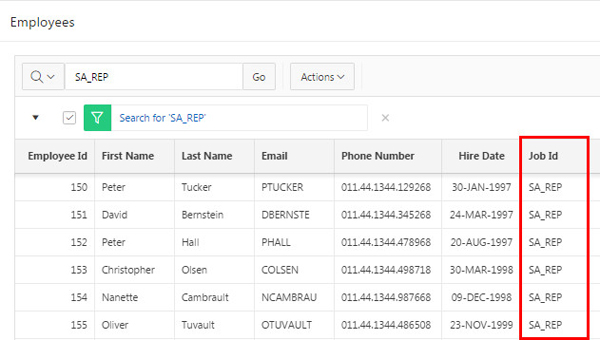 Employees
SA_REP Go Actions
Search for 'SA_REP'
Employee Id First Name Last Name Email Phone Number Hire Date Job Id
150 Peter Tucker PTUCKER 011.44.1344.129268 30-JAN-1997 SA_REP
151 David Bernstein DBERNSTE 011.44.1344.345268 24-MAR-1997 SA_REP
152 Peter Hall PHALL 011.44.1344.478968 20-AUG-1997 SA_REP
153 Christopher Olsen COLSEN 011.44.1344.498718 30-MAR-1998 SA_REP
154 Nanette Cambrault NCAMBRAU 011.44.1344.987668 09-DEC-1998 SA_REP
155 Oliver Tuvault OTUVAULT 011.44.1344.486508 23-NOV-1999 SA_REP